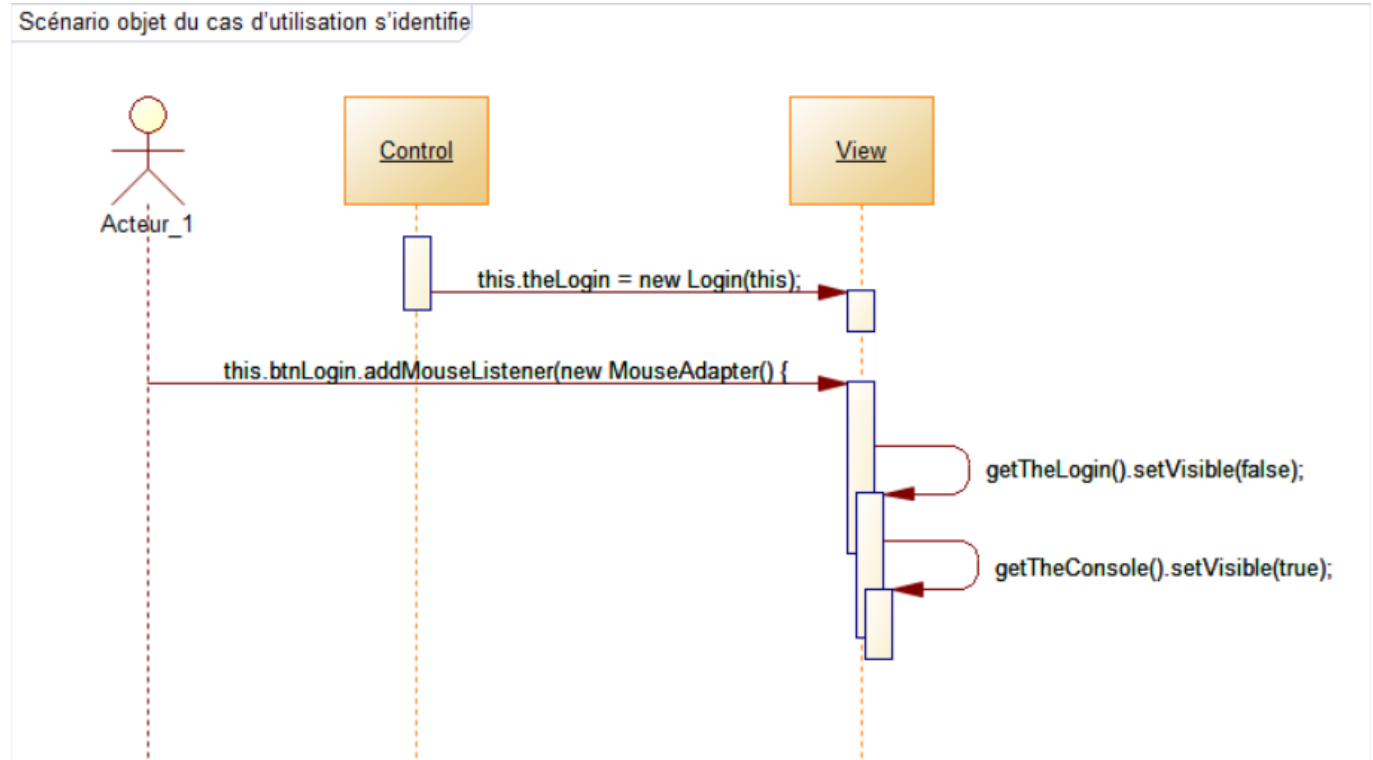 Scénario objet du cas d'utilisation s'identifie
Acteur_1
Control
View
this.theLogin = new Login(this);
this.btnLogin.addMouseListener(new MouseAdapter() {
getTheLogin().setVisible(false);
getTheConsole().setVisible(true);